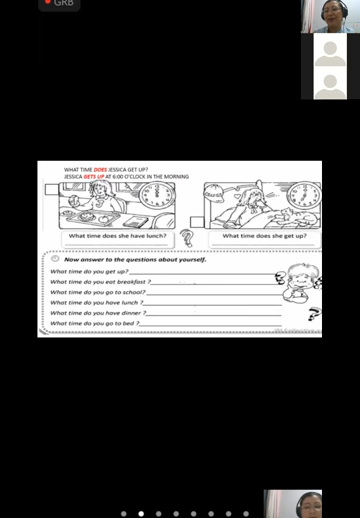 GRB
WHAT TIME DOES JESSICA GET UP?
JESSICA GETS UP AT 6:00 O'CLOCK IN THE MORNING
What time does she have lunch?
What time does she get up?
Now answer to the questions about yourself.
What time do you get up?
What time do you eat breakfast ?
What time do you go to school?
What time do you have lunch ?
What time do you have dinner ?
What time do you go to bed ?